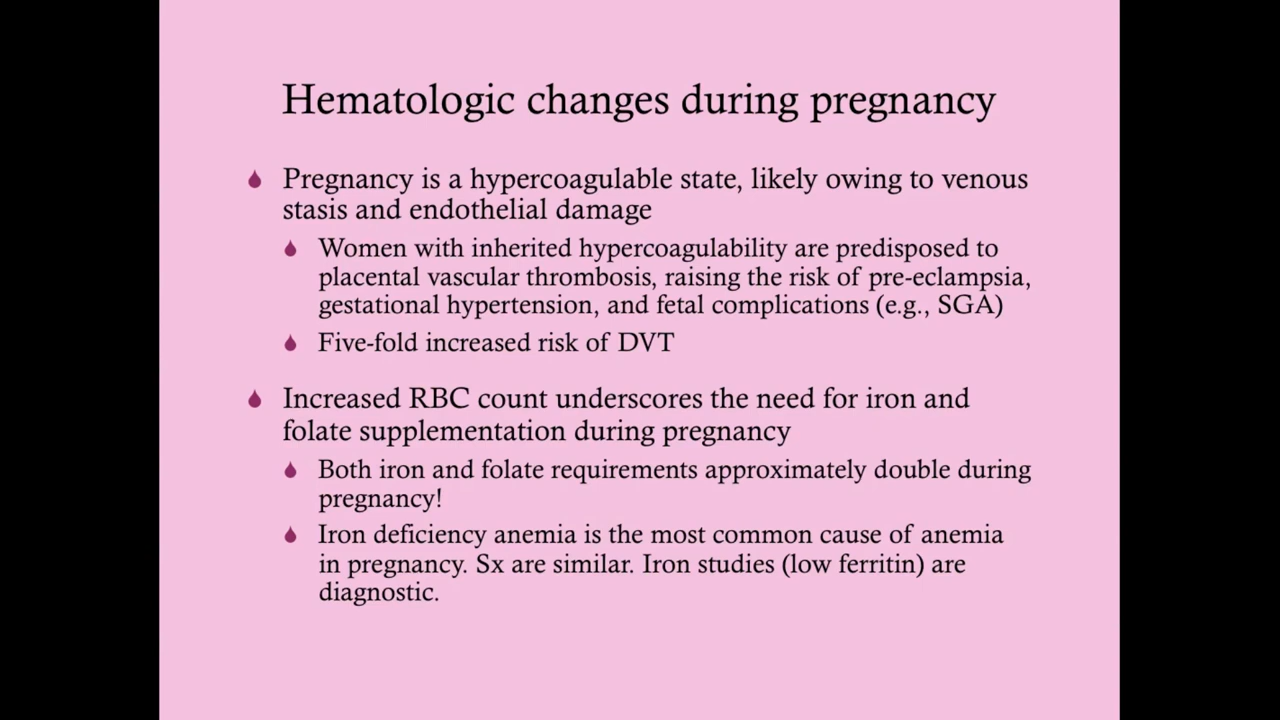 Hematologic changes during pregnancy
Pregnancy is a hypercoagulable state, likely owing to venous
stasis and endothelial damage
Women with inherited hypercoagulability are predisposed to
placental vascular thrombosis, raising the risk of pre-eclampsia,
gestational hypertension, and fetal complications (e.g., SGA)
Five-fold increased risk of DVT
Increased RBC count underscores the need for iron and
folate supplementation during pregnancy
Both iron and folate requirements approximately double during
pregnancy!
Iron deficiency anemia is the most common cause of anemia
in pregnancy. Sx are similar. Iron studies (low ferritin) are
diagnostic.